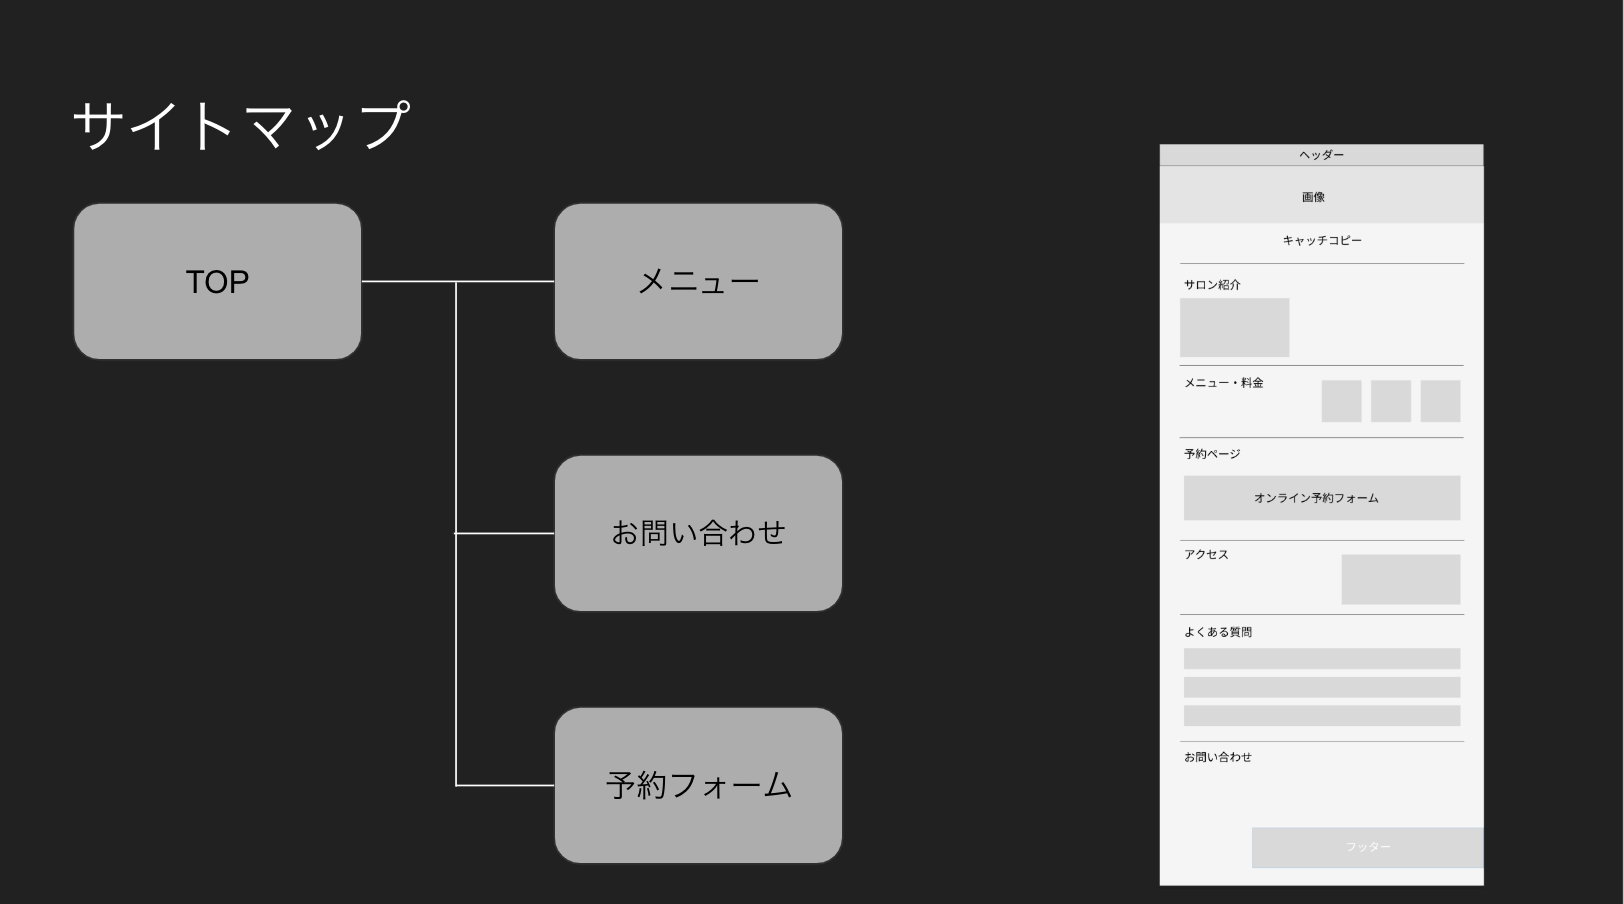 サイトマップ
TOP
メニュー
お問い合わせ
予約フォーム
ヘッダー
画像
キャッチコピー
サロン紹介
メニュー・料金
予約ページ
オンライン予約フォーム
アクセス
よくある質問
お問い合わせ
フッター